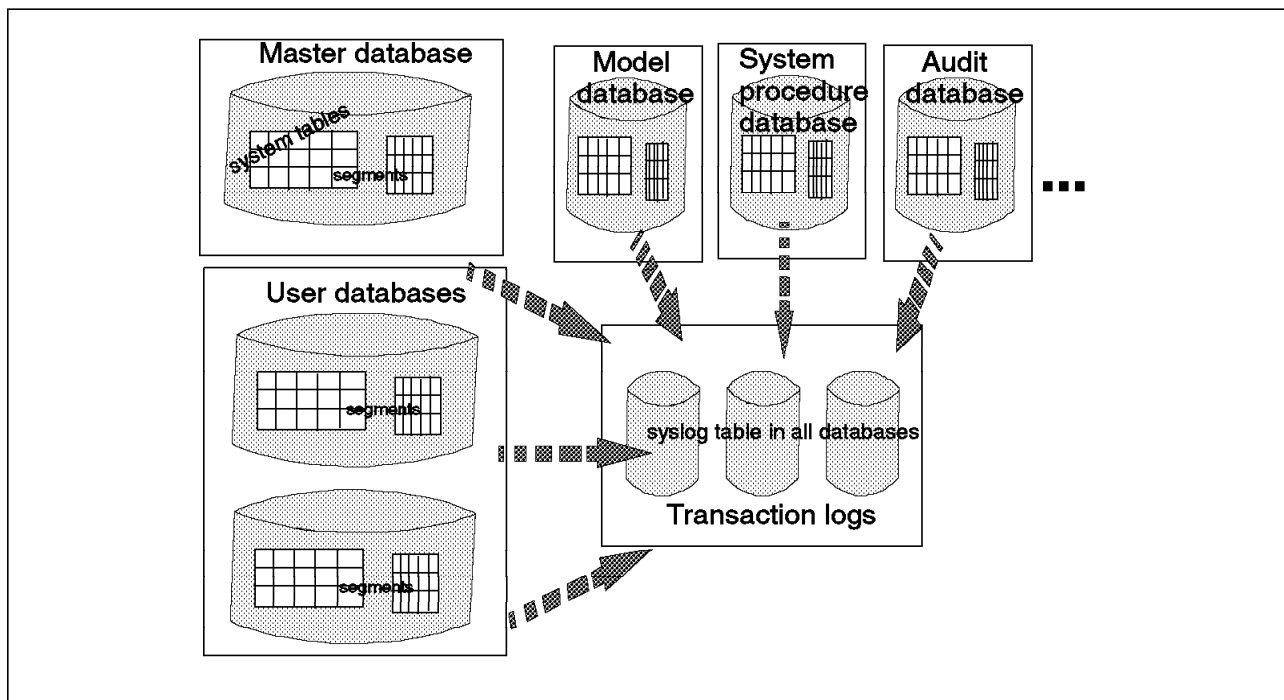 Master database
system tables
segments
Model
database
System
procedure
database
Audit
database
...
User databases
segments
segments
syslog table in all databases
Transaction logs